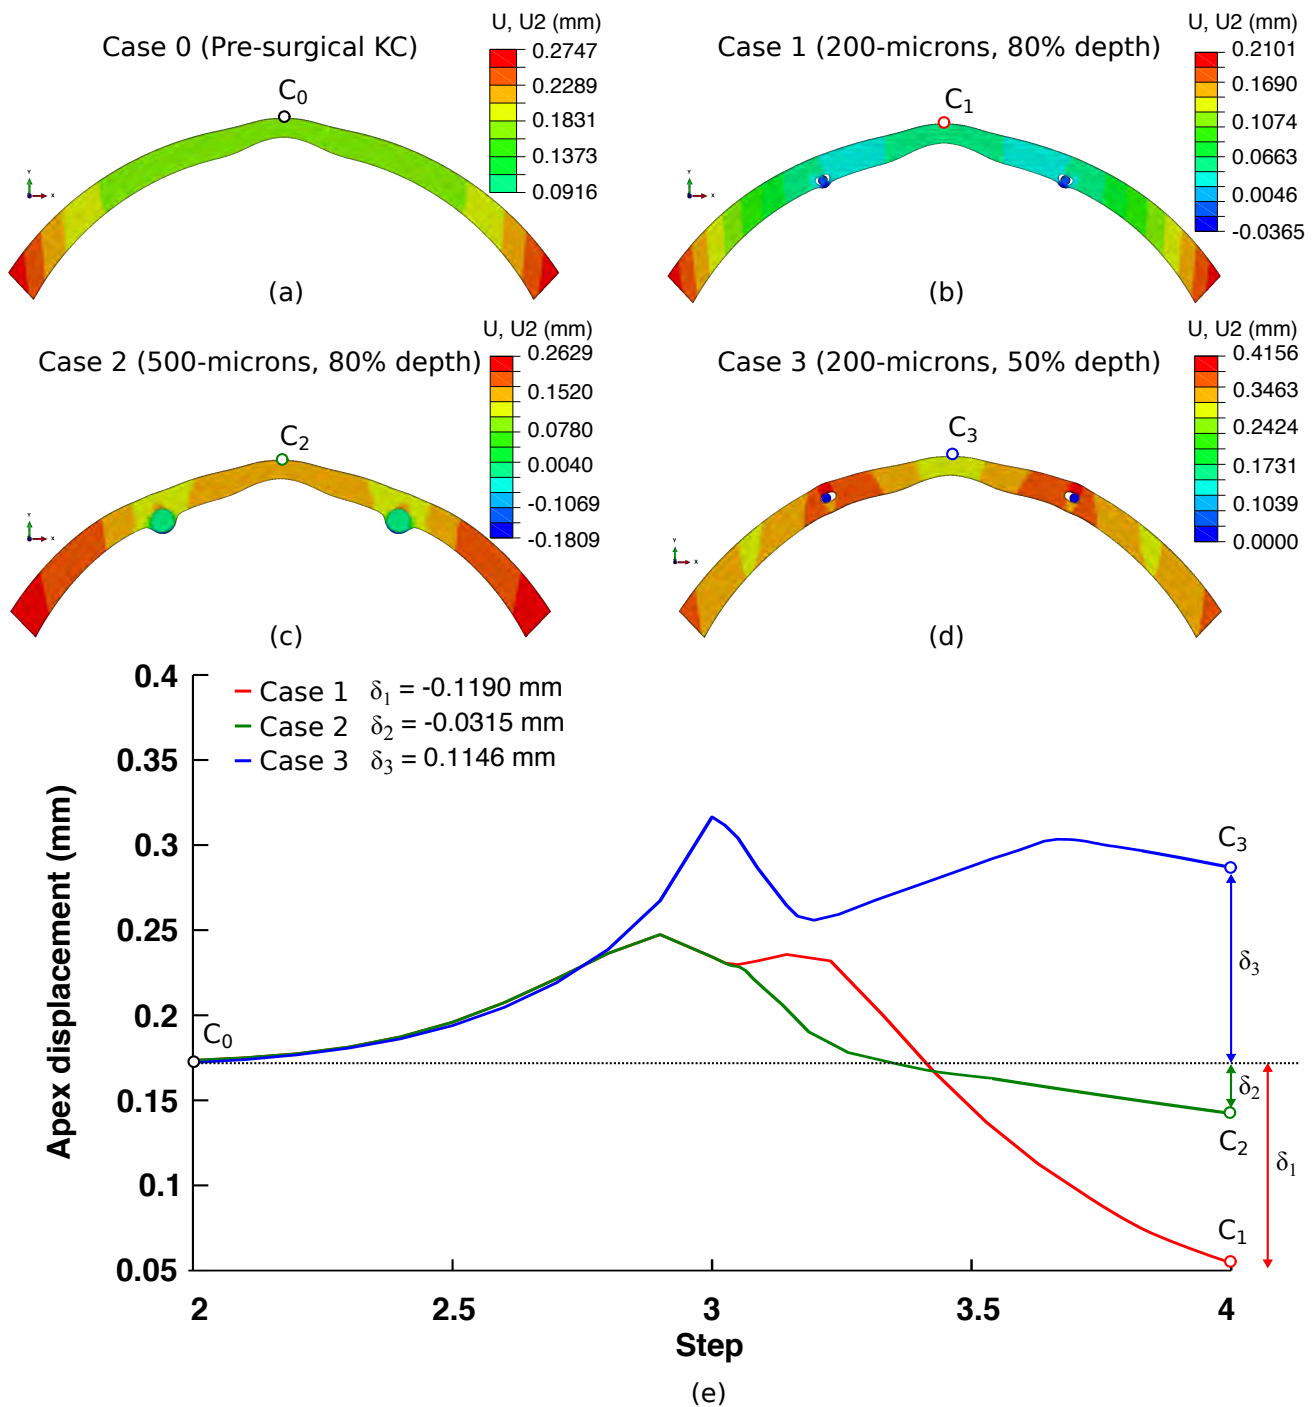 Case 0 (Pre-surgical KC)
U, U2 (mm)
0.2747
0.2289
0.1831
0.1373
0.0916
C0
Y
X
(a)
Case 1 (200-microns, 80% depth)
U, U2 (mm)
0.2101
0.1690
0.1074
0.0663
0.0046
-0.0365
C1
Y
X
(b)
Case 2 (500-microns, 80% depth)
U, U2 (mm)
0.2629
0.1520
0.0780
0.0040
-0.1069
-0.1809
C2
Y
X
(c)
Case 3 (200-microns, 50% depth)
U, U2 (mm)
0.4156
0.3463
0.2424
0.1731
0.1039
0.0000
C3
Y
X
(d)
Case 1 δ1 = -0.1190 mm
Case 2 δ2 = -0.0315 mm
Case 3 δ3 = 0.1146 mm
Apex displacement (mm)
0.4
0.35
0.3
0.25
0.2
0.15
0.1
0.05
C0
C3
δ3
δ2
C2
δ1
C1
2
2.5
3
3.5
4
Step
(e)